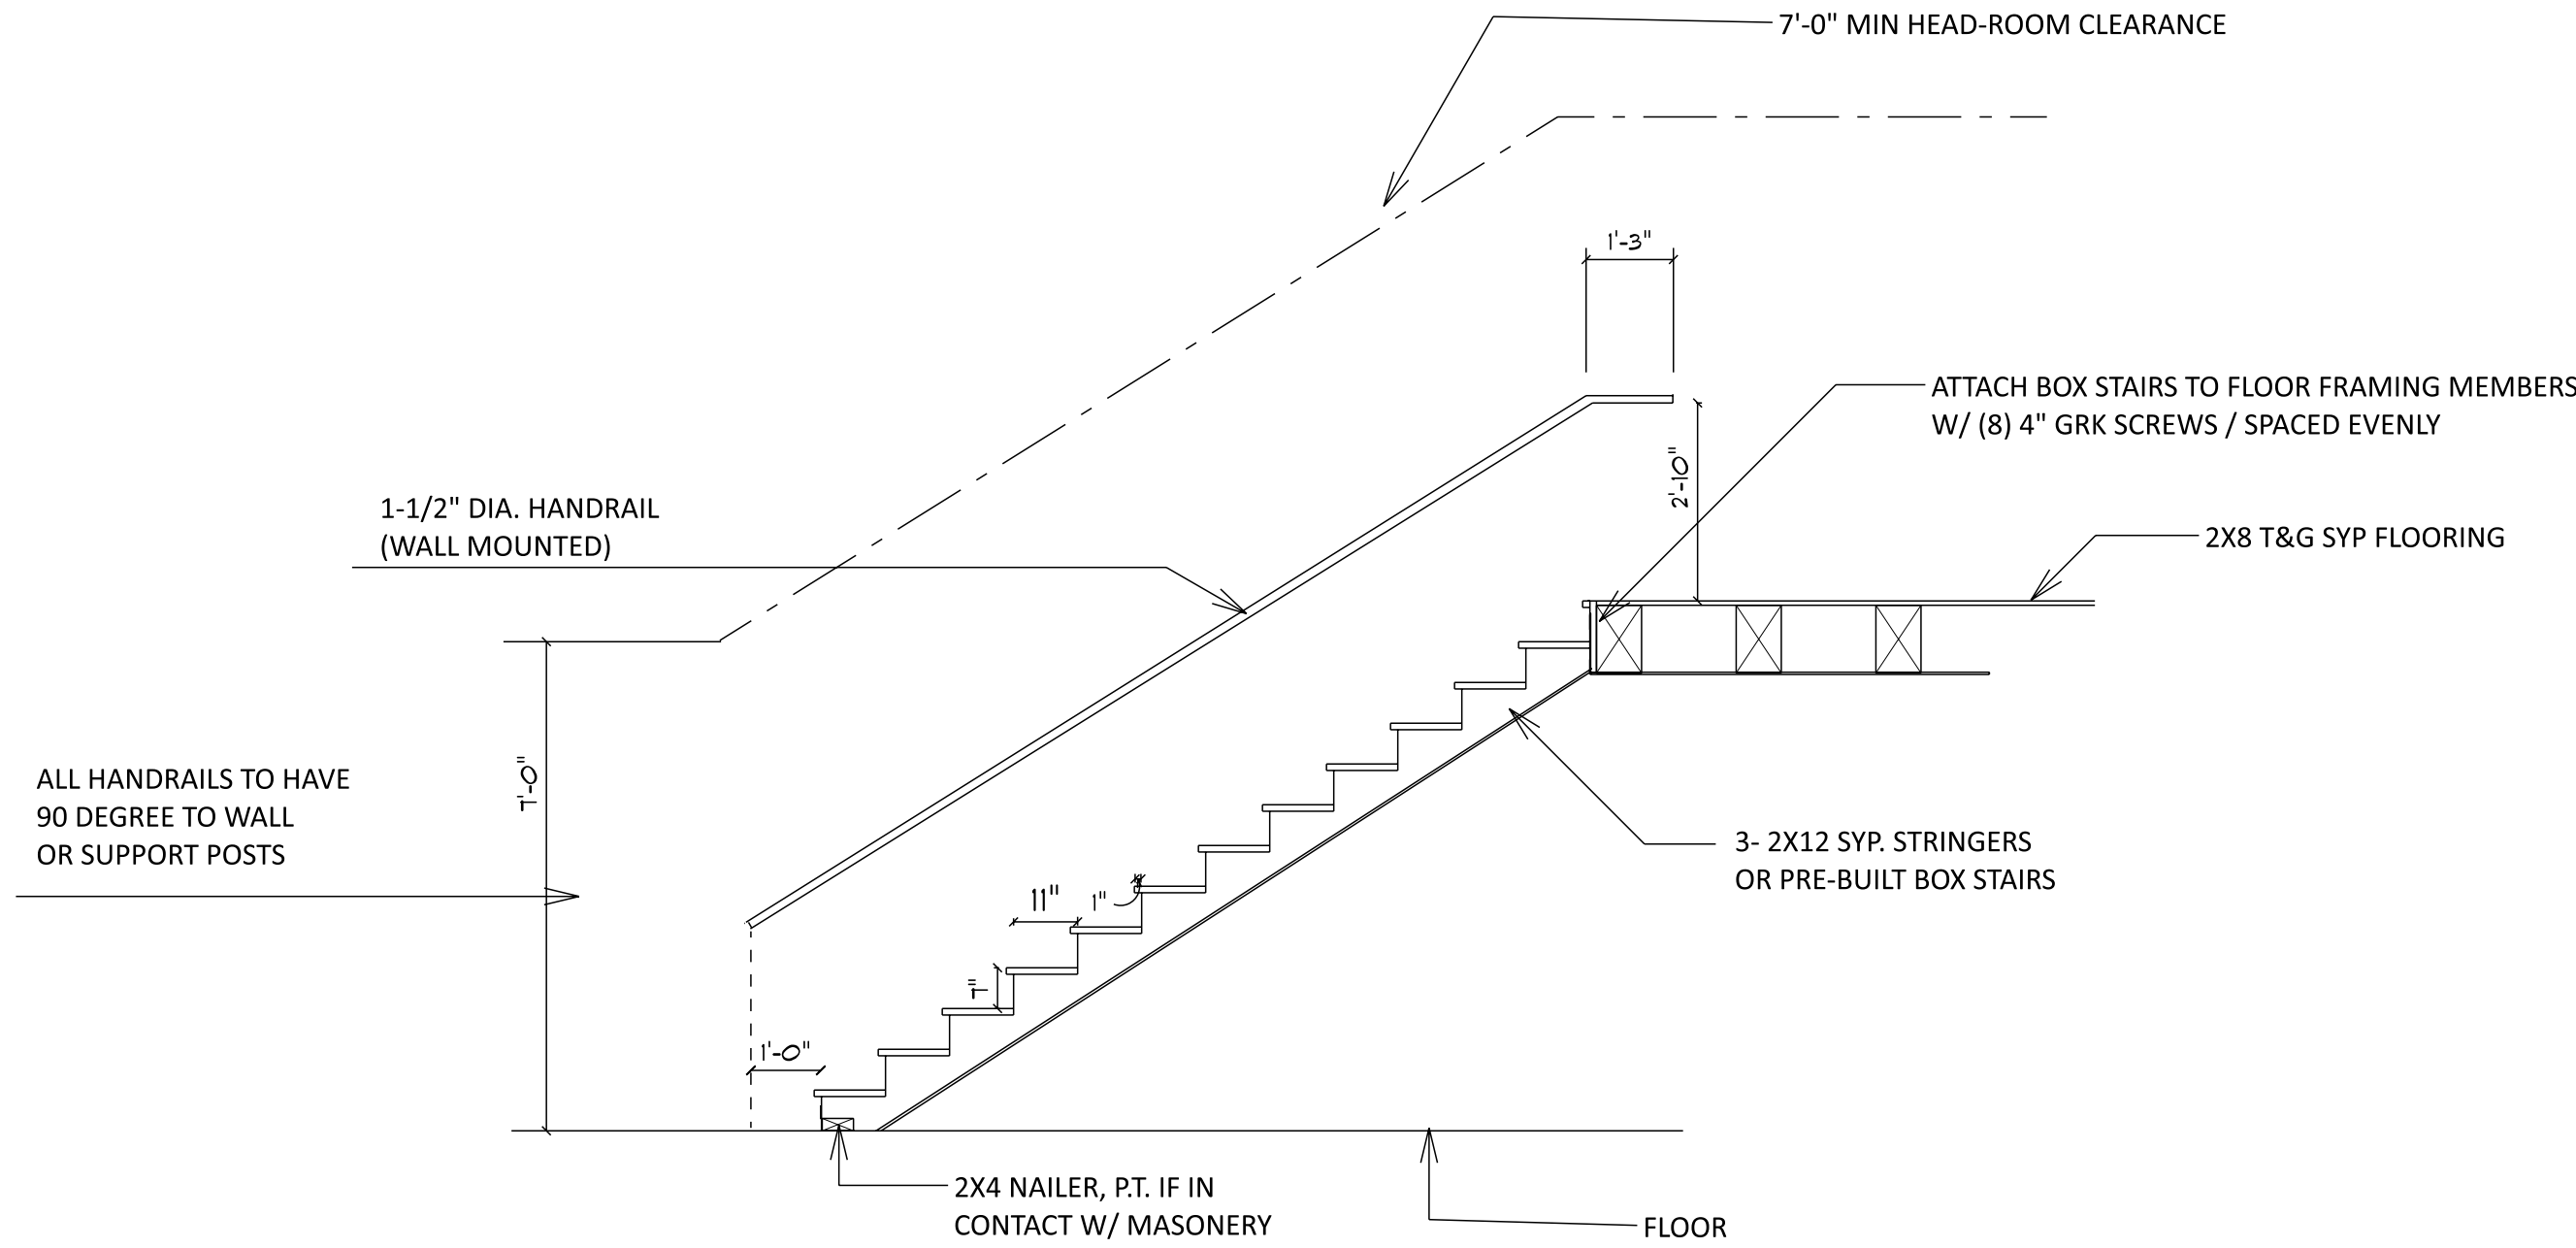 7'-0" MIN HEAD-ROOM CLEARANCE
1'-3"
ATTACH BOX STAIRS TO FLOOR FRAMING MEMBERS
W/ (8) 4" GRK SCREWS / SPACED EVENLY
2'-10"
1-1/2" DIA. HANDRAIL
(WALL MOUNTED)
2X8 T&G SYP FLOORING
7'-0"
ALL HANDRAILS TO HAVE
90 DEGREE TO WALL
OR SUPPORT POSTS
3- 2X12 SYP. STRINGERS
OR PRE-BUILT BOX STAIRS
11"
1"
7"
1'-0"
2X4 NAILER, P.T. IF IN
CONTACT W/ MASONERY
FLOOR